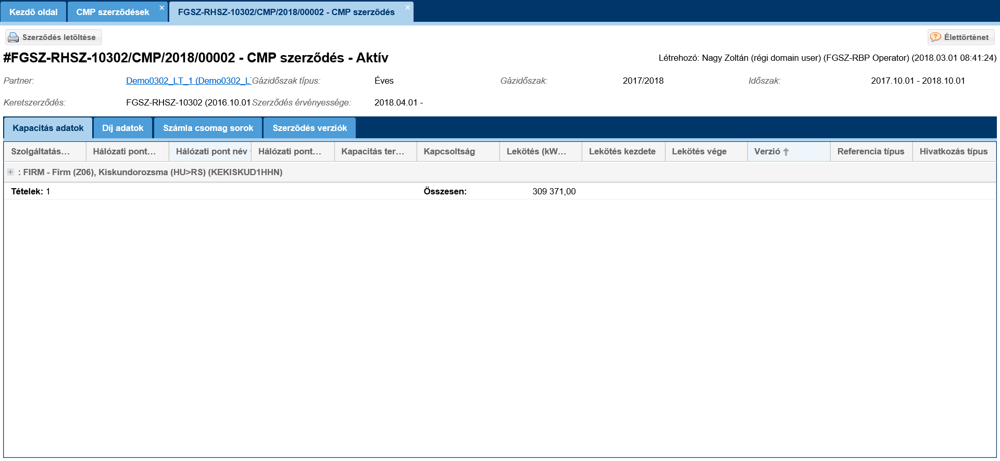 Kezdő oldal CMP szerződések FGSZ-RHSZ-10302/CMP/2018/00002 - CMP szerződés
Szerződés letöltése Élettörténet
#FGSZ-RHSZ-10302/CMP/2018/00002 - CMP szerződés - Aktív Létrehozó: Nagy Zoltán (régi domain user) (FGSZ-RBP Operator) (2018.03.01 08:41:24)
Partner: Demo0302_LT_1 (Demo0302_L Gázidőszak típus: Éves Gázidőszak: 2017/2018 Időszak: 2017.10.01 - 2018.10.01
Keretszerződés: FGSZ-RHSZ-10302 (2016.10.01 Szerződés érvényessége: 2018.04.01 -
Kapacitás adatok Díj adatok Számla csomag sorok Szerződés verziók
Szolgáltatás... Hálózati pont... Hálózati pont név Hálózati pont... Kapacitás ter... Kapcsoltság Lekötés (kW... Lekötés kezdete Lekötés vége Verzió Referencia típus Hivatkozás típus
: FIRM - Firm (Z06), Kiskundorozsma (HU>RS) (KEKISKUD1HHN)
Tételek: 1 Összesen: 309 371,00